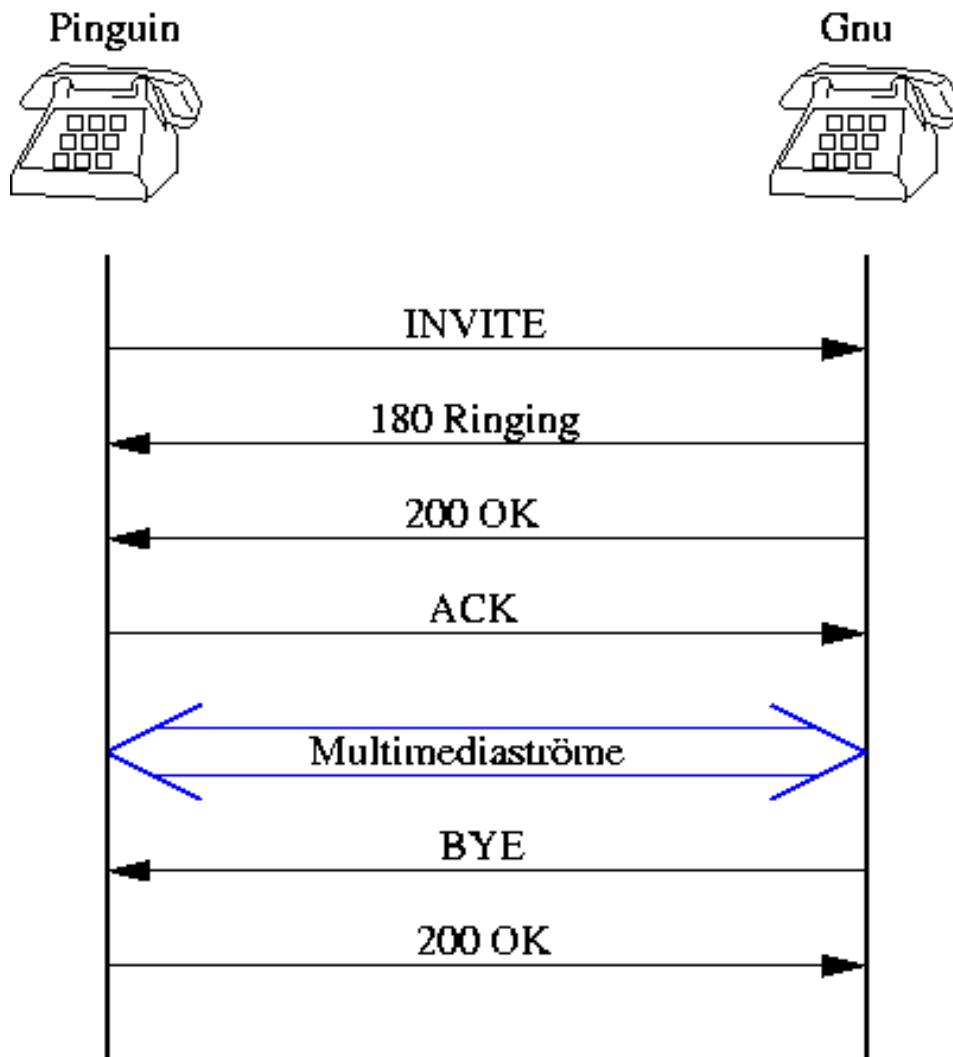 Pinguin
Gnu
INVITE
180 Ringing
200 OK
ACK
Multimediaströme
BYE
200 OK